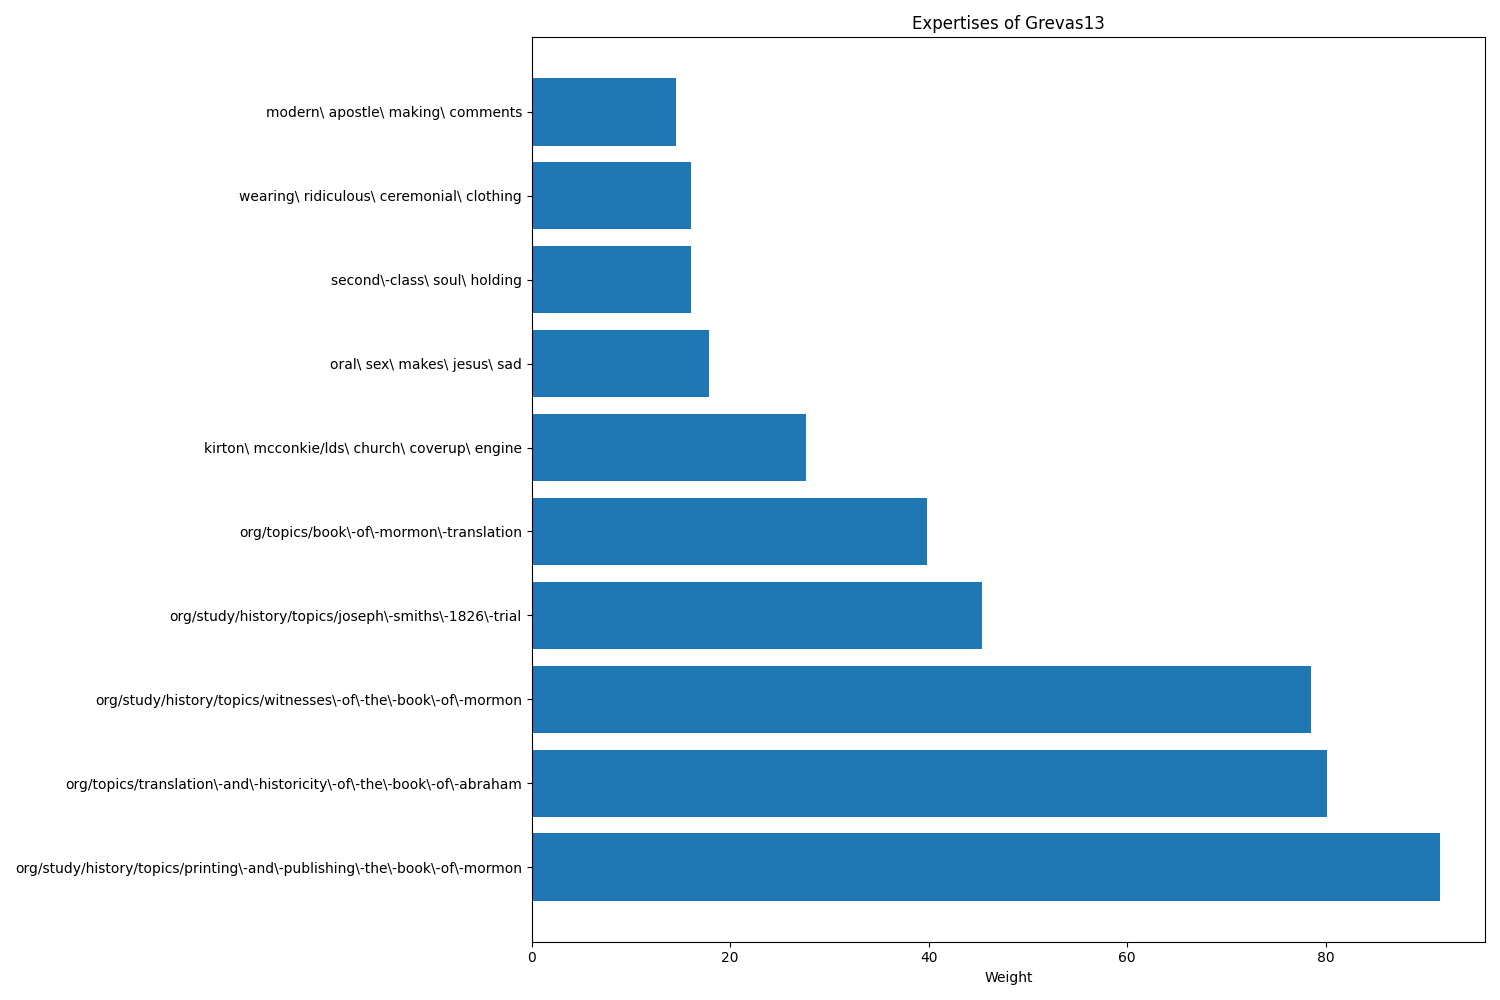 Expertises of Grevas13
modern\ apostle\ making\ comments
wearing\ ridiculous\ ceremonial\ clothing
second\-class\ soul\ holding
oral\ sex\ makes\ jesus\ sad
kirton\ mcconkie/lds\ church\ coverup\ engine
org/topics/book\-of\-mormon\-translation
org/study/history/topics/joseph\-smiths\-1826\-trial
org/study/history/topics/witnesses\-of\-the\-book\-of\-mormon
org/topics/translation\-and\-historicity\-of\-the\-book\-of\-abraham
org/study/history/topics/printing\-and\-publishing\-the\-book\-of\-mormon
0 20 40 60 80
Weight